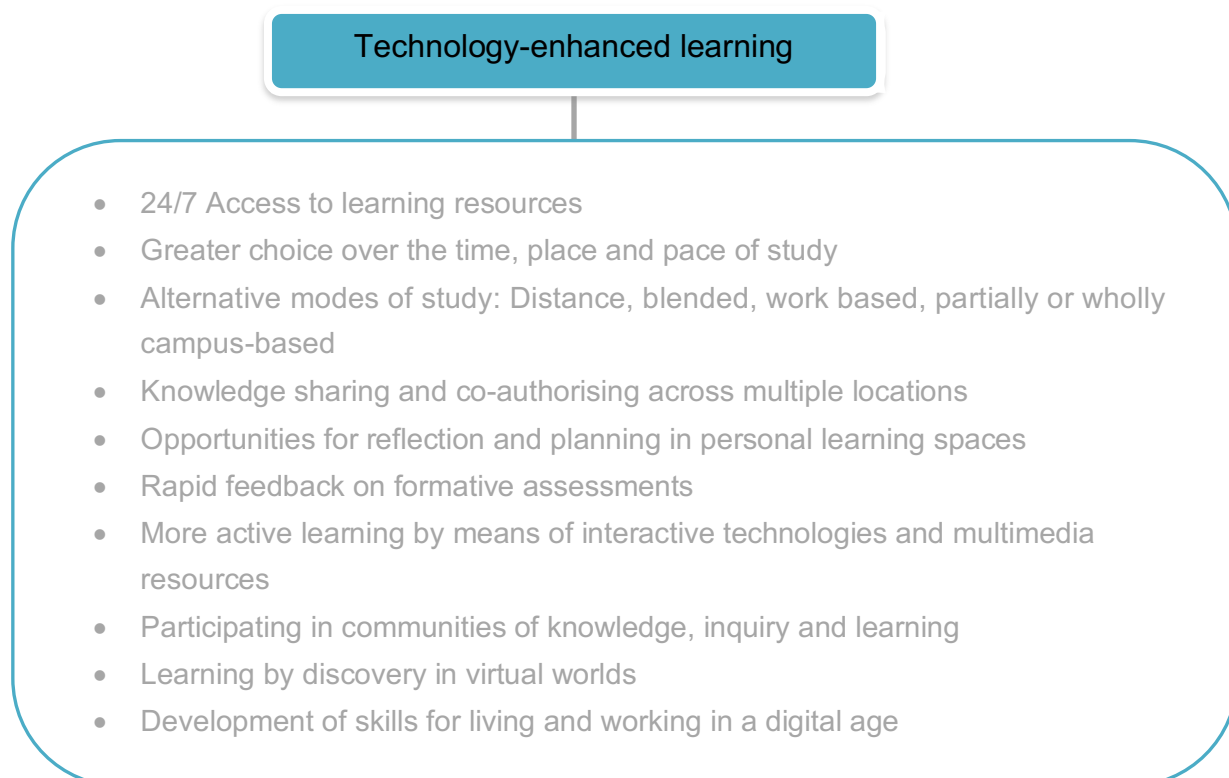 Technology-enhanced learning
• 24/7 Access to learning resources
• Greater choice over the time, place and pace of study
• Alternative modes of study: Distance, blended, work based, partially or wholly
campus-based
• Knowledge sharing and co-authorising across multiple locations
• Opportunities for reflection and planning in personal learning spaces
• Rapid feedback on formative assessments
• More active learning by means of interactive technologies and multimedia
resources
• Participating in communities of knowledge, inquiry and learning
• Learning by discovery in virtual worlds
• Development of skills for living and working in a digital age